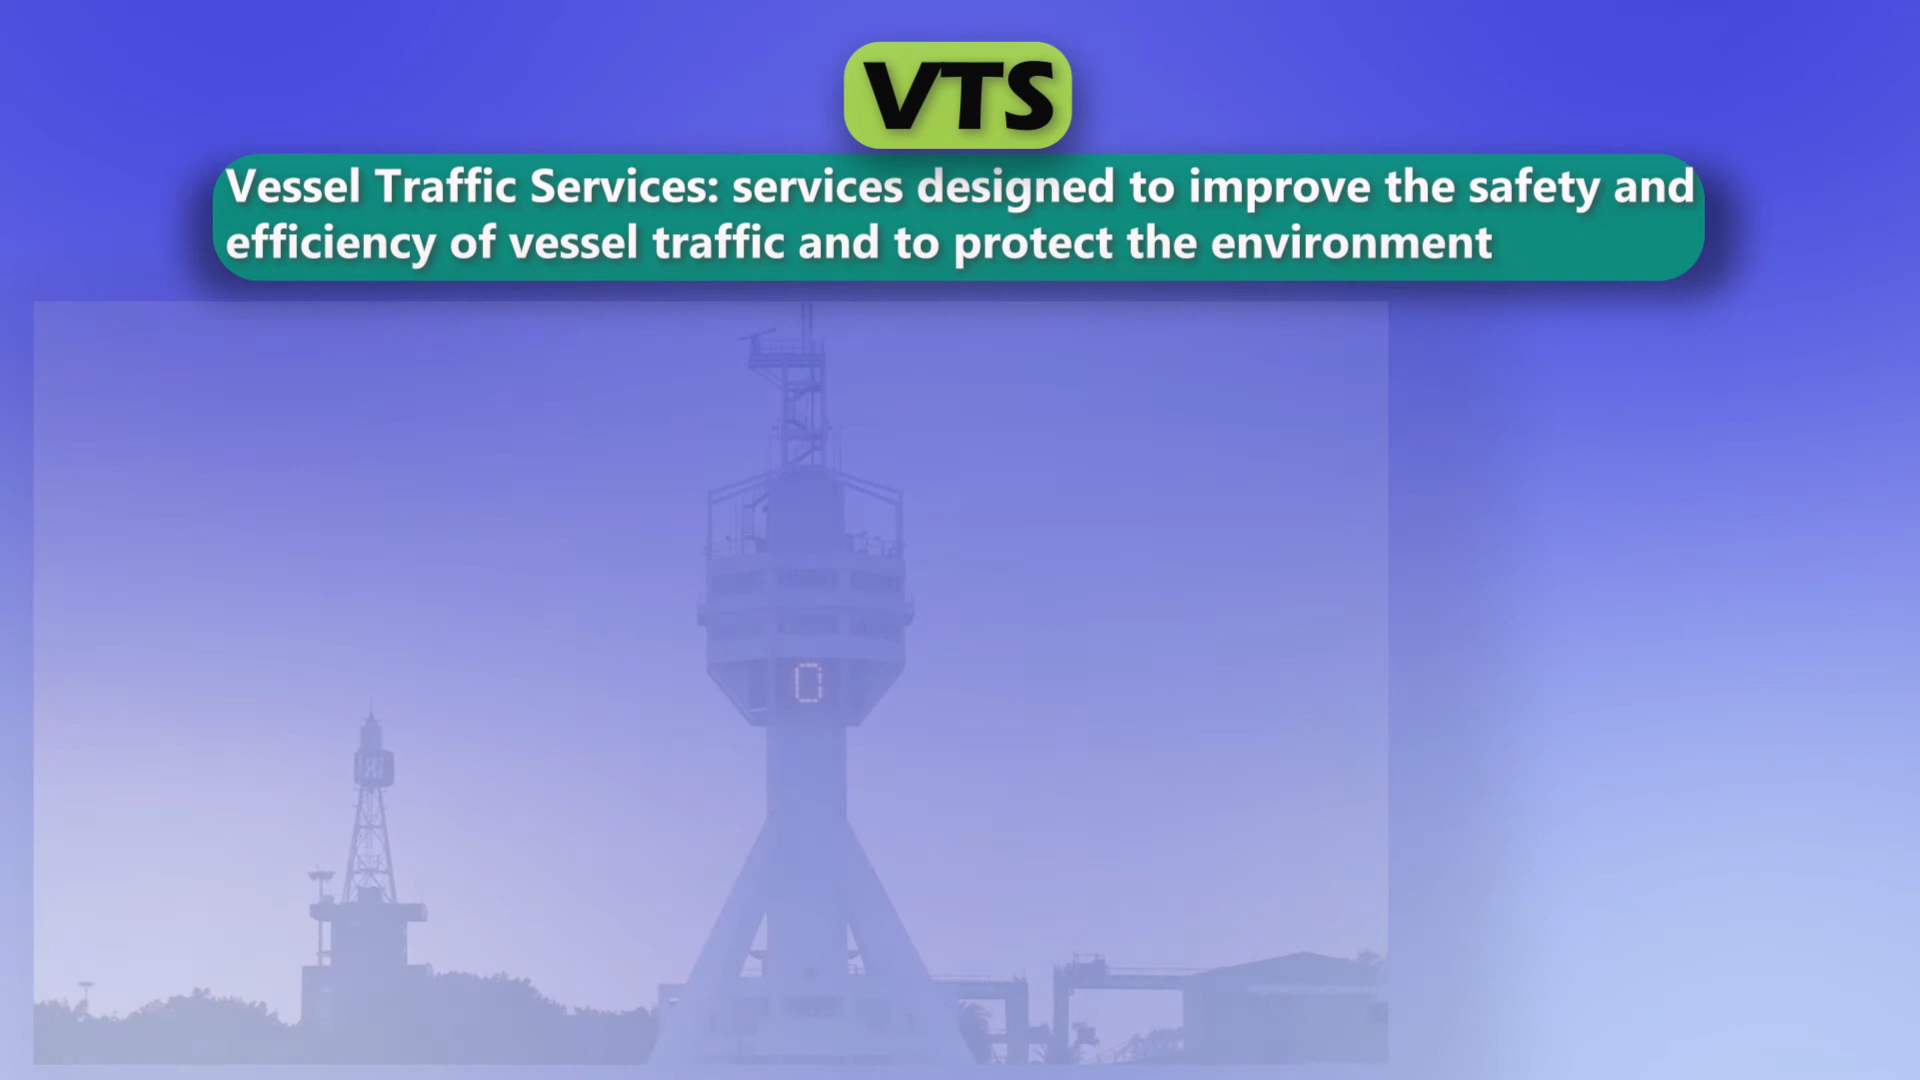 VTS
Vessel Traffic Services: services designed to improve the safety and
efficiency of vessel traffic and to protect the environment
0